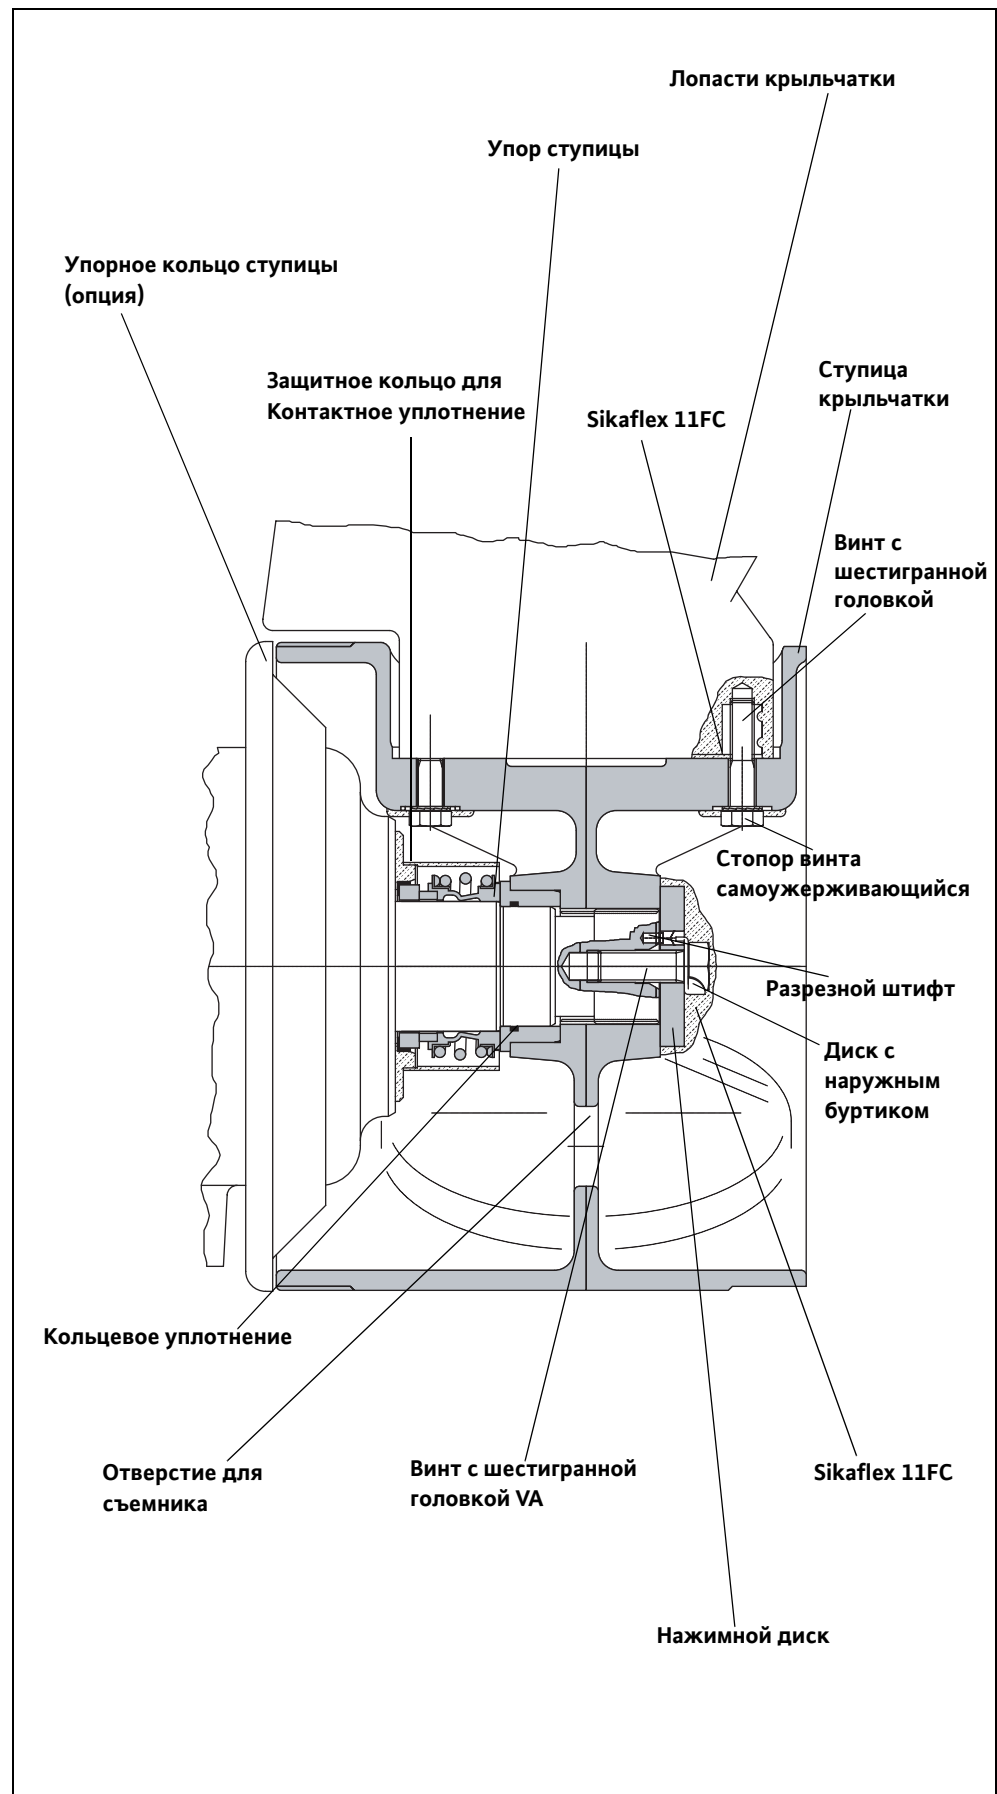 Лопасти крыльчатки
Упор ступицы
Упорное кольцо ступицы
(опция)
Защитное кольцо для
Контактное уплотнение
Sikaflex 11FC
Ступица
крыльчатки
Винт с
шестигранной
головкой
Стопор винта
самоужерживающийся
Разрезной штифт
Диск с
наружным
буртиком
Кольцевое уплотнение
Отверстие для
съемника
Винт с шестигранной
головкой VA
Sikaflex 11FC
Нажимной диск